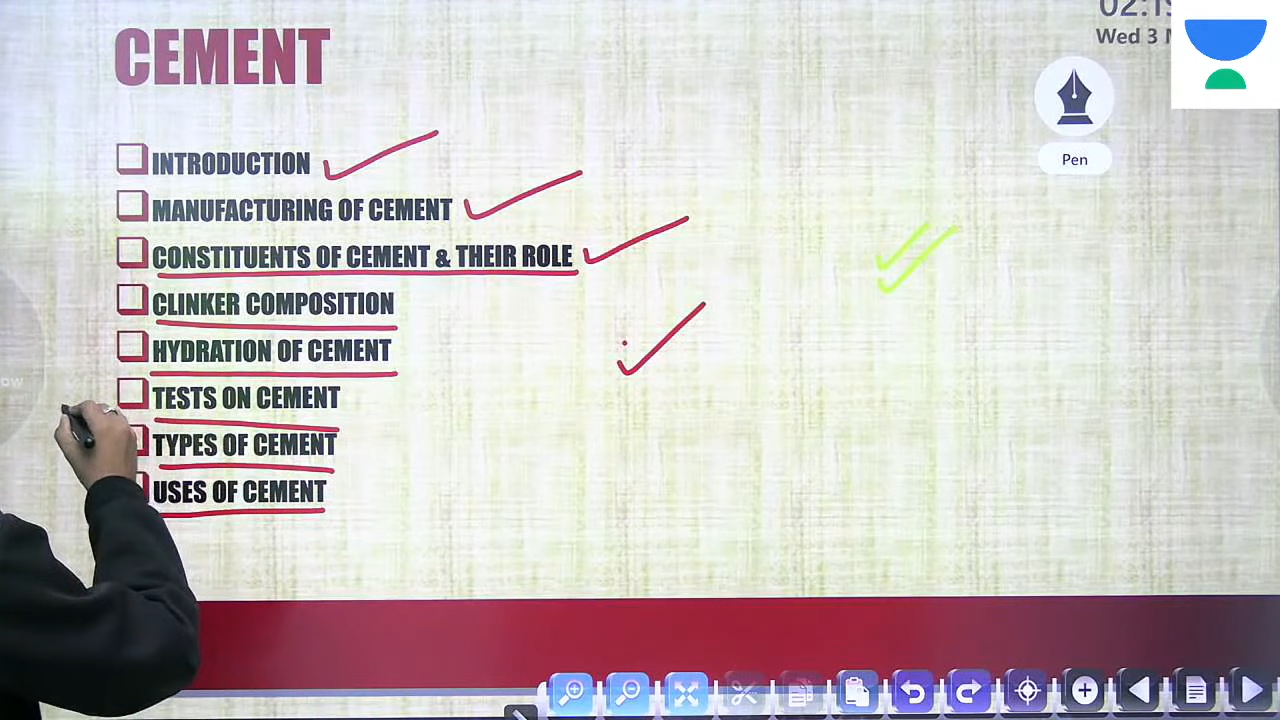 02:1
Wed 3
CEMENT
Pen
INTRODUCTION
MANUFACTURING OF CEMENT
CONSTITUENTS OF CEMENT & THEIR ROLE
CLINKER COMPOSITION
HYDRATION OF CEMENT
TESTS ON CEMENT
TYPES OF CEMENT
USES OF CEMENT